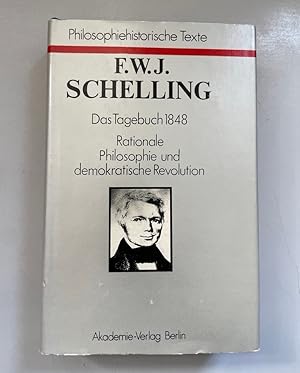 Philosophiehistorische Texte
F.W.J.
SCHELLING
Das Tagebuch 1848
Rationale
Philosophie und
demokratische Revolution
Akademie-Verlag Berlin